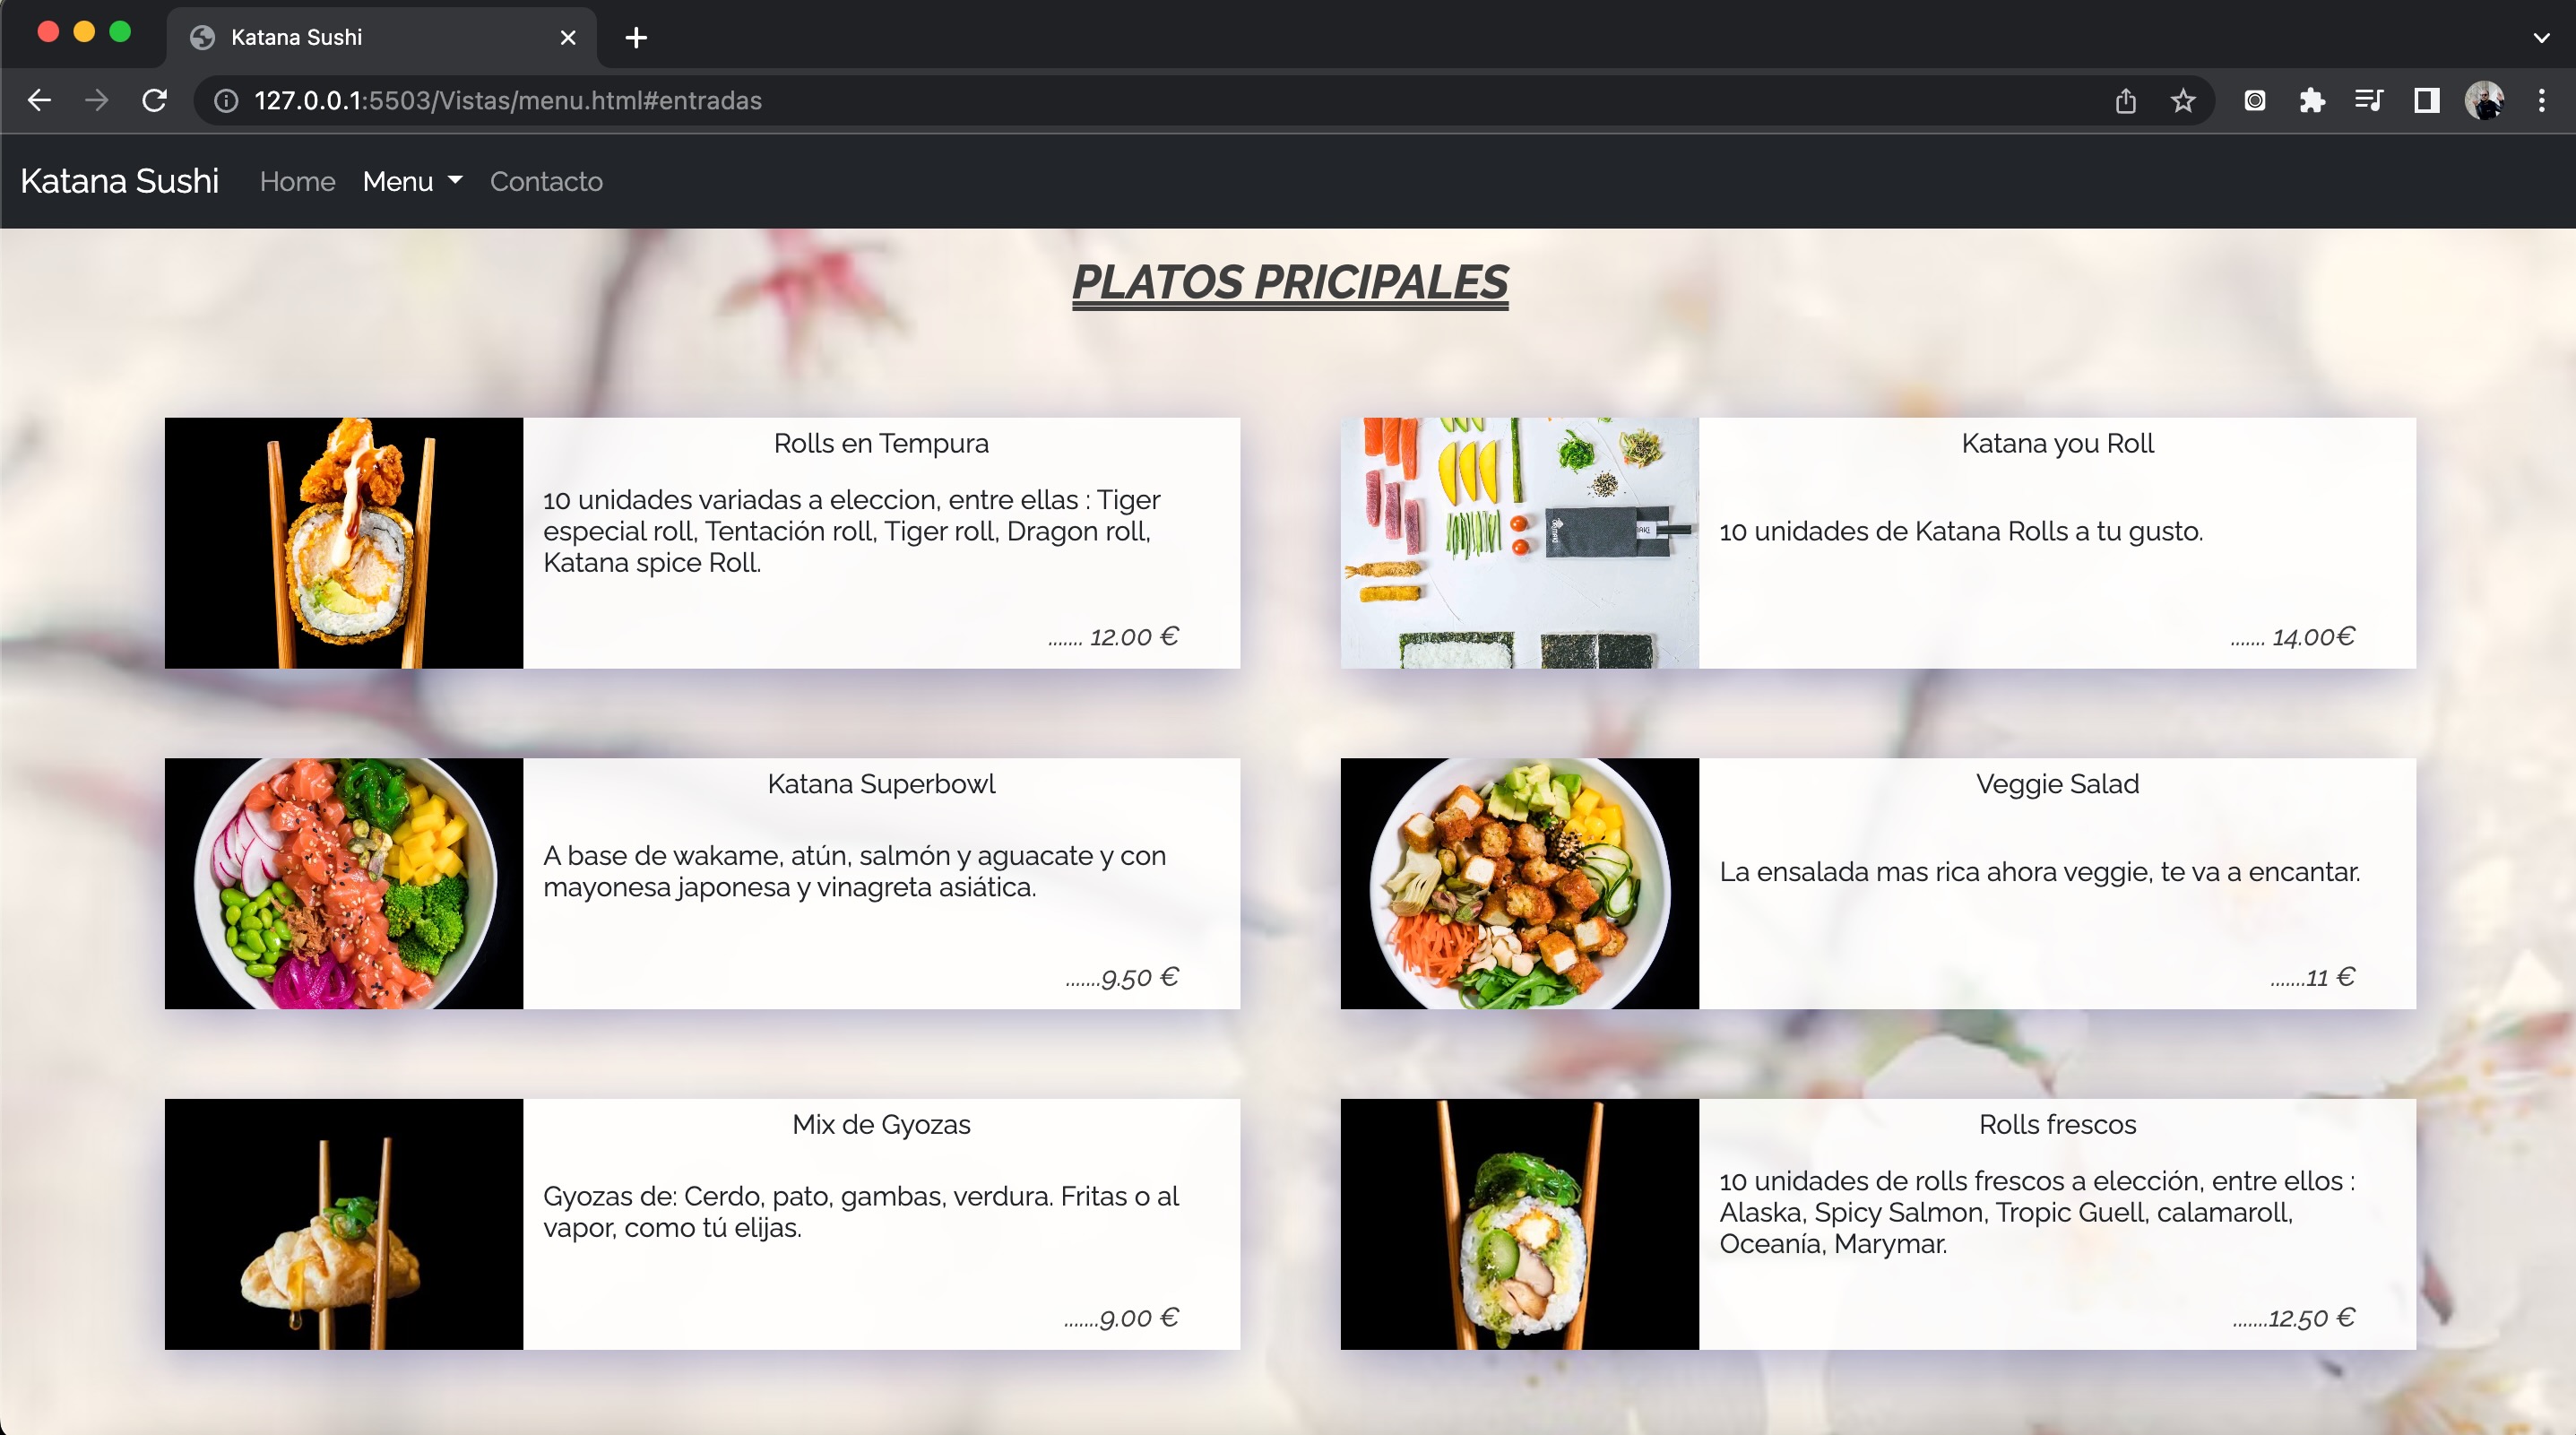 Katana Sushi
127.0.0.1:5503/Vistas/menu.html#entradas
Katana Sushi Home Menu Contacto
PLATOS PRICIPALES
Rolls en Tempura
10 unidades variadas a eleccion, entre ellas : Tiger
especial roll, Tentación roll, Tiger roll, Dragon roll,
Katana spice Roll.
....... 12.00 €
Katana you Roll
10 unidades de Katana Rolls a tu gusto.
....... 14.00€
Katana Superbowl
A base de wakame, atún, salmón y aguacate y con
mayonesa japonesa y vinagreta asiática.
.......9.50 €
Veggie Salad
La ensalada mas rica ahora veggie, te va a encantar.
.......11 €
Mix de Gyozas
Gyozas de: Cerdo, pato, gambas, verdura. Fritas o al
vapor, como tú elijas.
.......9.00 €
Rolls frescos
10 unidades de rolls frescos a elección, entre ellos :
Alaska, Spicy Salmon, Tropic Guell, calamaroll,
Oceanía, Marymar.
.......12.50 €